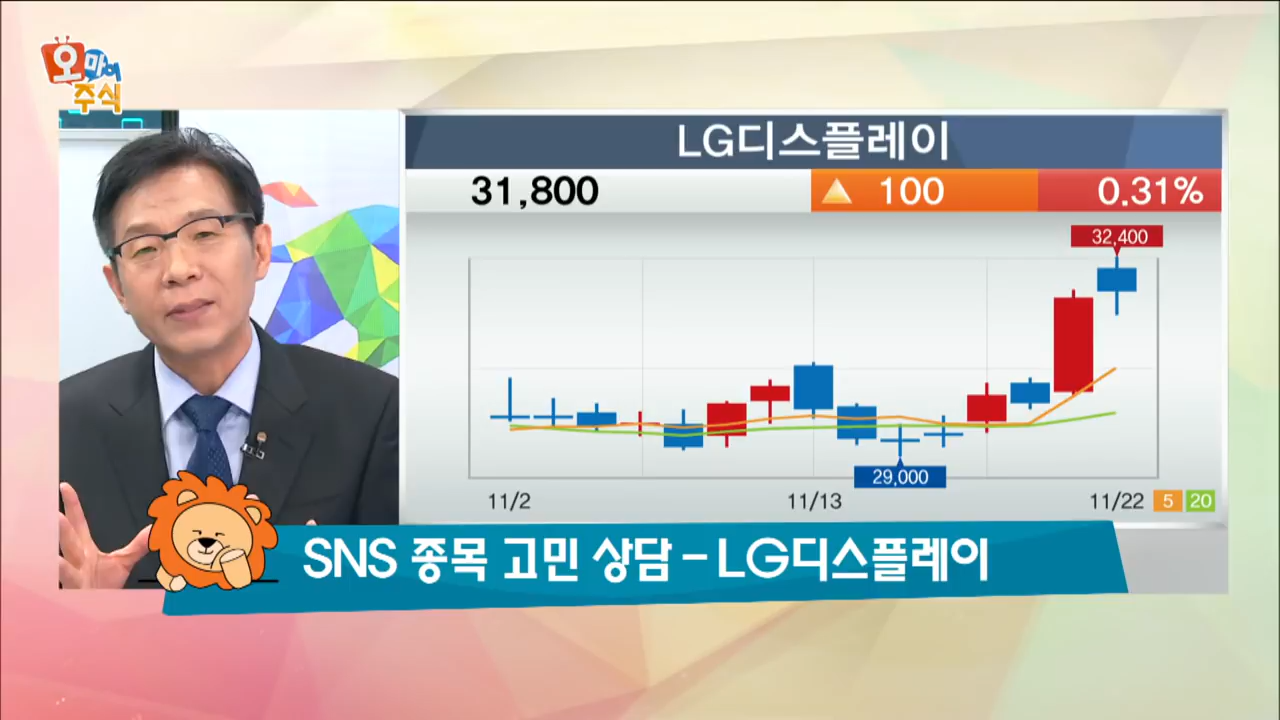 오마이
주식
LG디스플레이
31,800 ▲ 100 0.31%
32,400
29,000
11/2 11/13 11/22 5 20
SNS 종목 고민 상담 - LG디스플레이